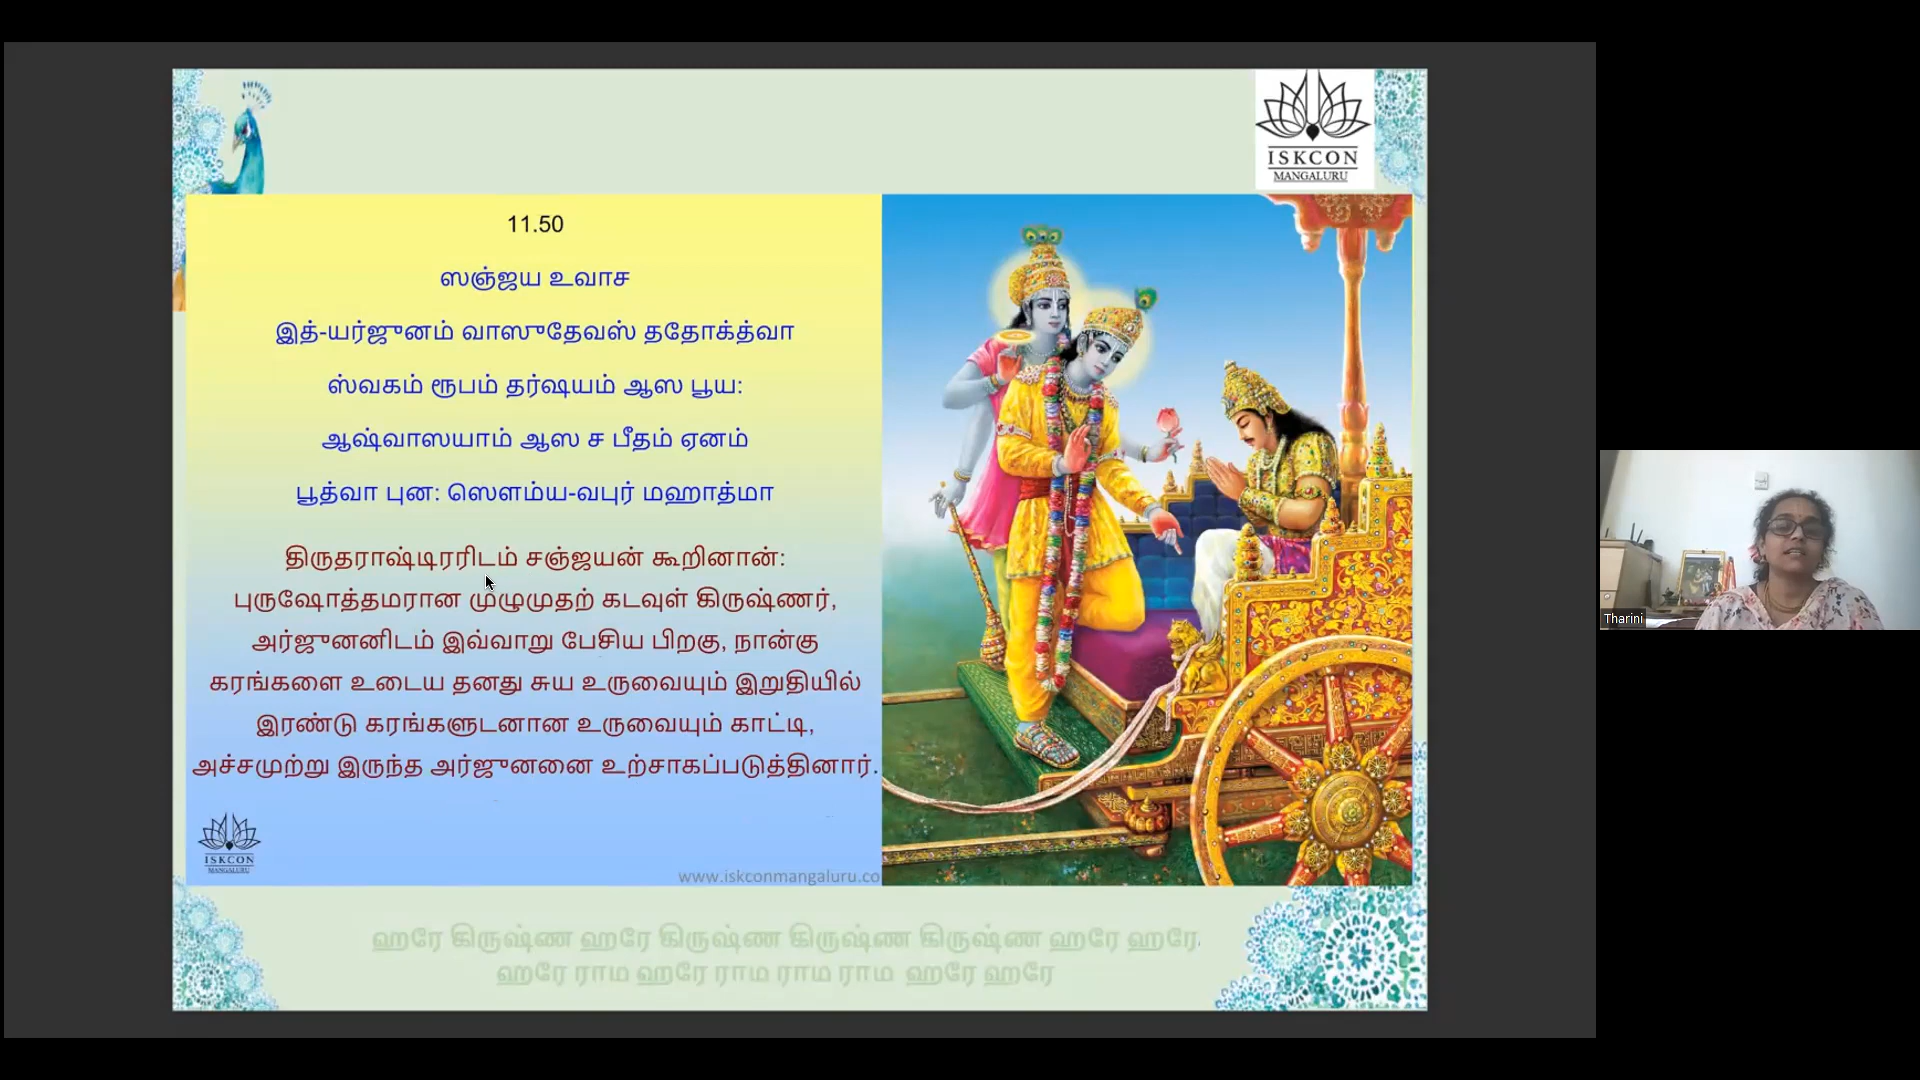 ISKCON
MANGALURU
11.50
ஸஞ்ஜய உவாச
இத்-யர்ஜுனம் வாஸுதேவஸ் ததோக்த்வா
ஸ்வகம் ரூபம் தர்ஷயம் ஆஸ பூய:
ஆஷ்வாஸயாம் ஆஸ ச பீதம் ஏனம்
பூத்வா புன: ஸௌம்ய-வபுர் மஹாத்மா
திருதராஷ்டிரரிடம் சஞ்ஜயன் கூறினான்:
புருஷோத்தமரான முழுமுதற் கடவுள் கிருஷ்ணர்,
அர்ஜுனனிடம் இவ்வாறு பேசிய பிறகு, நான்கு
கரங்களை உடைய தனது சுய உருவையும் இறுதியில்
இரண்டு கரங்களுடனான உருவையும் காட்டி,
அச்சமுற்று இருந்த அர்ஜுனனை உற்சாகப்படுத்தினார்.
ISKCON
MANGALURU
www.iskconmangaluru.co
ஹரே கிருஷ்ண ஹரே கிருஷ்ண கிருஷ்ண கிருஷ்ண ஹரே ஹரே
ஹரே ராம ஹரே ராம ராம ராம ஹரே ஹரே
Tharini